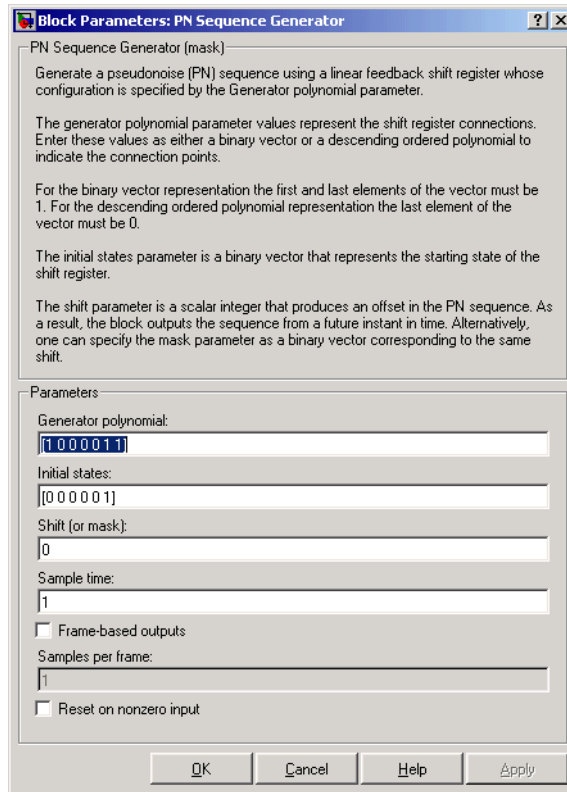 Block Parameters: PN Sequence Generator
PN Sequence Generator (mask)
Generate a pseudonoise (PN) sequence using a linear feedback shift register whose
configuration is specified by the Generator polynomial parameter.
The generator polynomial parameter values represent the shift register connections.
Enter these values as either a binary vector or a descending ordered polynomial to
indicate the connection points.
For the binary vector representation the first and last elements of the vector must be
1. For the descending ordered polynomial representation the last element of the
vector must be 0.
The initial states parameter is a binary vector that represents the starting state of the
shift register.
The shift parameter is a scalar integer that produces an offset in the PN sequence. As
a result, the block outputs the sequence from a future instant in time. Alternatively,
one can specify the mask parameter as a binary vector corresponding to the same
shift.
Parameters
Generator polynomial:
[1 0 0 0 0 1 1]
Initial states:
[0 0 0 0 0 1]
Shift (or mask):
0
Sample time:
1
Frame-based outputs
Samples per frame:
1
Reset on nonzero input
OK Cancel Help Apply